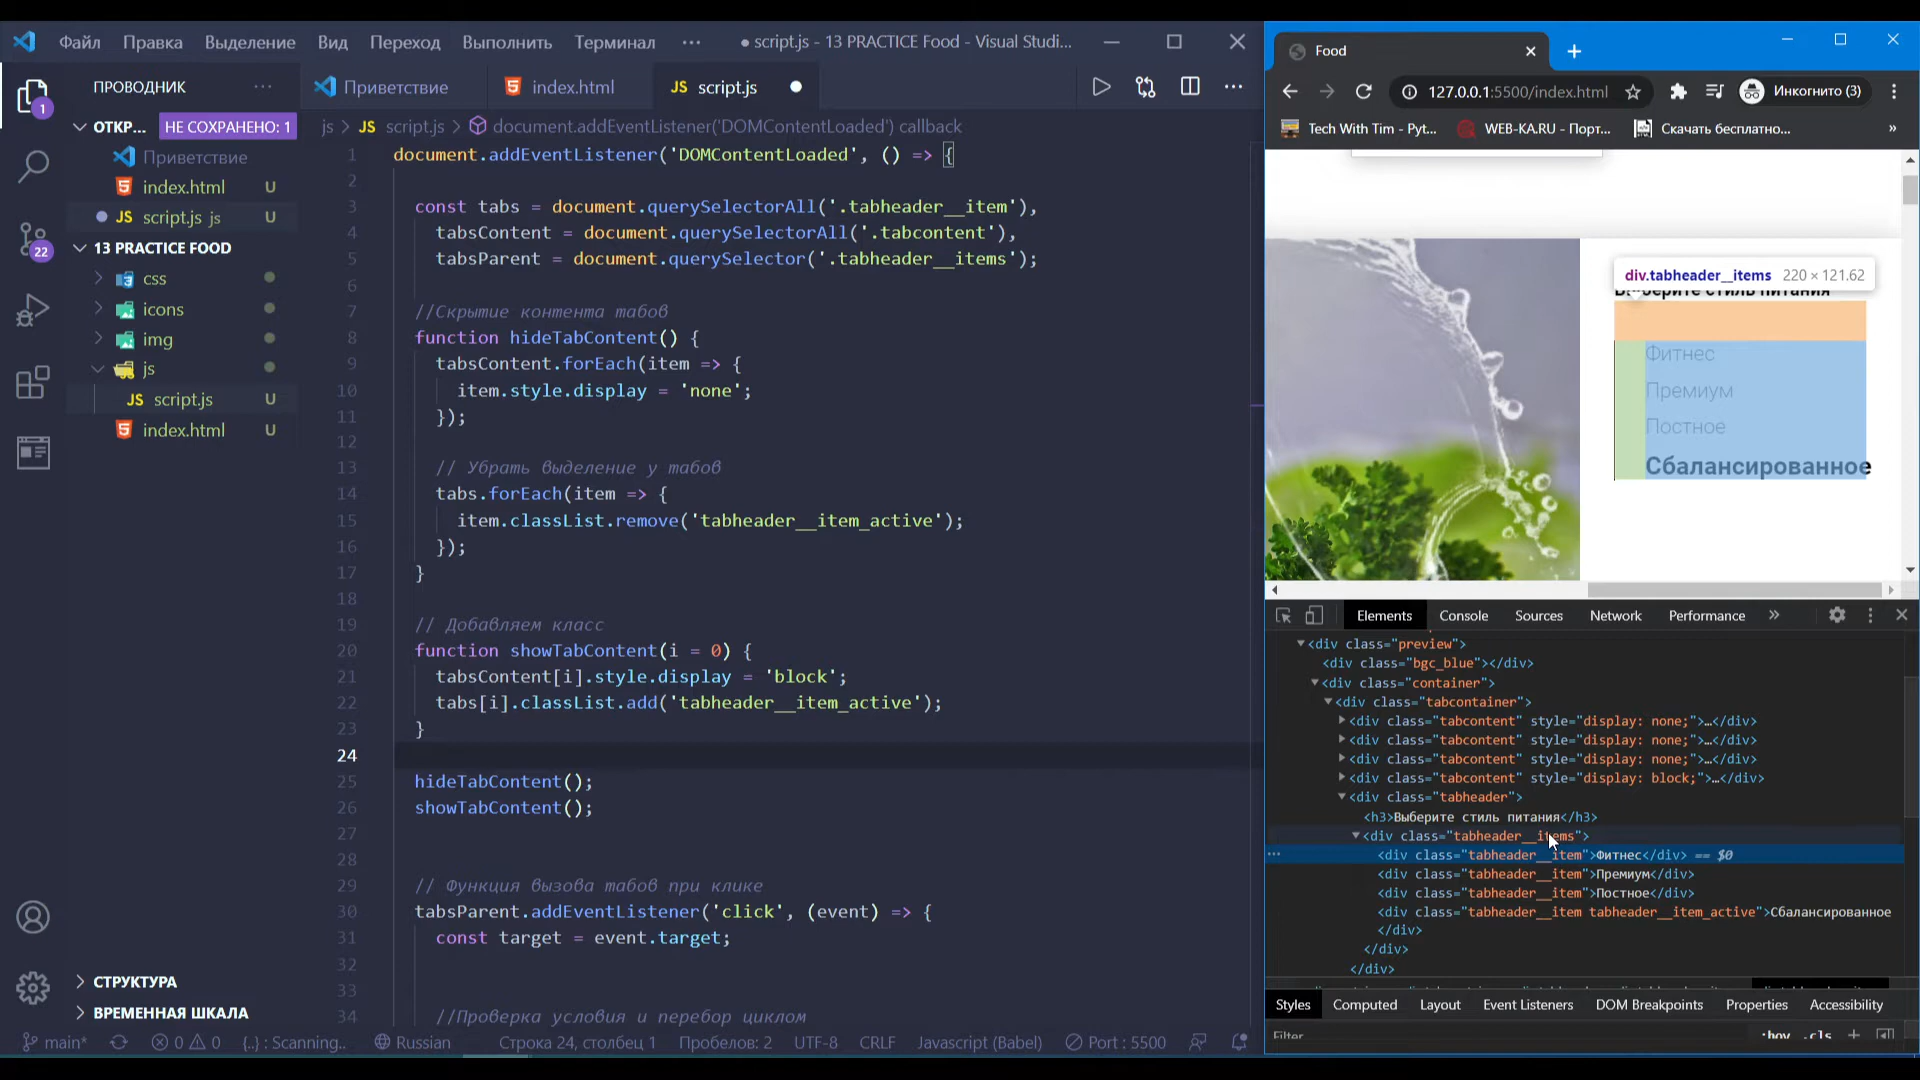 Файл Правка Выделение Вид Переход Выполнить Терминал ··· ● script.js - 13 PRACTICE Food - Visual Studi...
ПРОВОДНИК ···
ОТКР... НЕ СОХРАНЕНО: 1
Приветствие
index.html U
script.js js U
13 PRACTICE FOOD
css
icons
img
js
script.js U
index.html U
СТРУКТУРА
ВРЕМЕННАЯ ШКАЛА
Приветствие index.html JS script.js ●
js > JS script.js > document.addEventListener('DOMContentLoaded') callback
1 document.addEventListener('DOMContentLoaded', () => {
2
3 const tabs = document.querySelectorAll('.tabheader__item'),
4 tabsContent = document.querySelectorAll('.tabcontent'),
5 tabsParent = document.querySelector('.tabheader__items');
6
7 //Скрытие контента табов
8 function hideTabContent() {
9 tabsContent.forEach(item => {
10 item.style.display = 'none';
11 });
12
13 // Убрать выделение у табов
14 tabs.forEach(item => {
15 item.classList.remove('tabheader__item_active');
16 });
17 }
18
19 // Добавляем класс
20 function showTabContent(i = 0) {
21 tabsContent[i].style.display = 'block';
22 tabs[i].classList.add('tabheader__item_active');
23 }
24
25 hideTabContent();
26 showTabContent();
27
28
29 // Функция вызова табов при клике
30 tabsParent.addEventListener('click', (event) => {
31 const target = event.target;
32
33
34 //Проверка условия и перебор циклом
main* 0 0 {..} : Scanning.. Russian Строка 24, столбец 1 Пробелов: 2 UTF-8 CRLF Javascript (Babel) Port : 5500
1
22
Food
127.0.0.1:5500/index.html Инкогнито (3)
Tech With Tim - Pyt... WEB-KA.RU - Порт... Скачать бесплатно... »
div.tabheader__items 220 × 121.62
Выберите стиль питания
Фитнес
Премиум
Постное
Сбалансированное
Elements Console Sources Network Performance »
<div class="preview">
<div class="bgc_blue"></div>
<div class="container">
<div class="tabcontainer">
<div class="tabcontent" style="display: none;">…</div>
<div class="tabcontent" style="display: none;">…</div>
<div class="tabcontent" style="display: none;">…</div>
<div class="tabcontent" style="display: block;">…</div>
<div class="tabheader">
<h3>Выберите стиль питания</h3>
<div class="tabheader__items">
<div class="tabheader__item">Фитнес</div> == $0
<div class="tabheader__item">Премиум</div>
<div class="tabheader__item">Постное</div>
<div class="tabheader__item tabheader__item_active">Сбалансированное
</div>
</div>
</div>
Styles Computed Layout Event Listeners DOM Breakpoints Properties Accessibility
Filter :hov .cls +